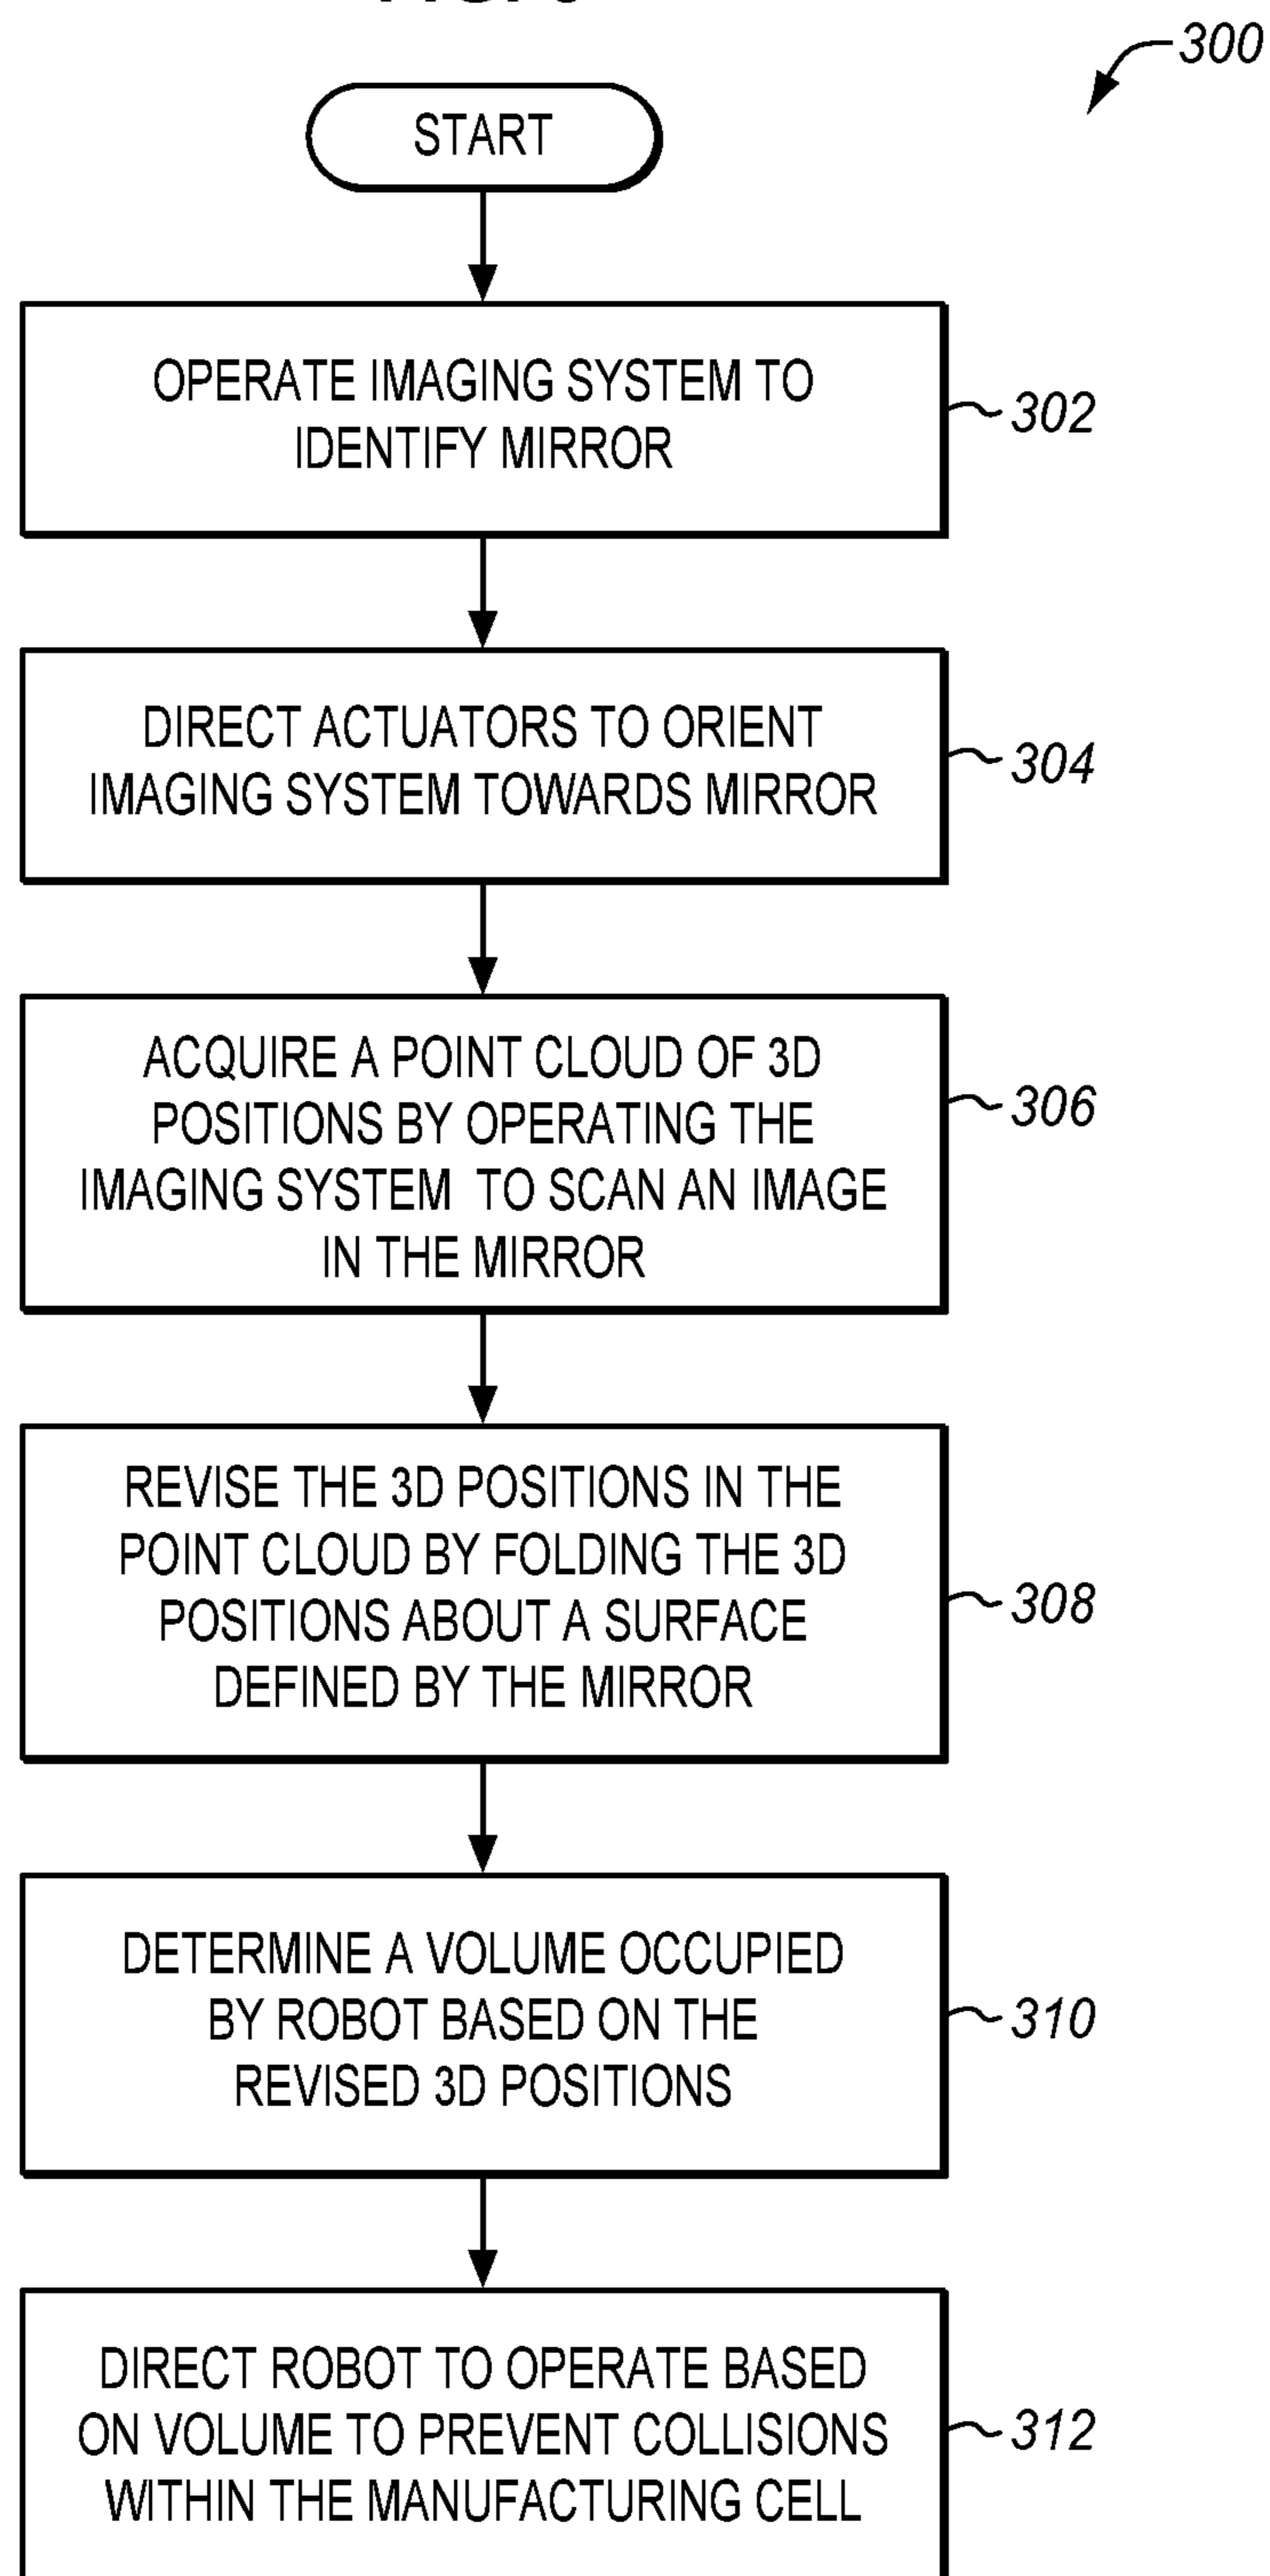 300
START
OPERATE IMAGING SYSTEM TO
IDENTIFY MIRROR
302
DIRECT ACTUATORS TO ORIENT
IMAGING SYSTEM TOWARDS MIRROR
304
ACQUIRE A POINT CLOUD OF 3D
POSITIONS BY OPERATING THE
IMAGING SYSTEM TO SCAN AN IMAGE
IN THE MIRROR
306
REVISE THE 3D POSITIONS IN THE
POINT CLOUD BY FOLDING THE 3D
POSITIONS ABOUT A SURFACE
DEFINED BY THE MIRROR
308
DETERMINE A VOLUME OCCUPIED
BY ROBOT BASED ON THE
REVISED 3D POSITIONS
310
DIRECT ROBOT TO OPERATE BASED
ON VOLUME TO PREVENT COLLISIONS
WITHIN THE MANUFACTURING CELL
312